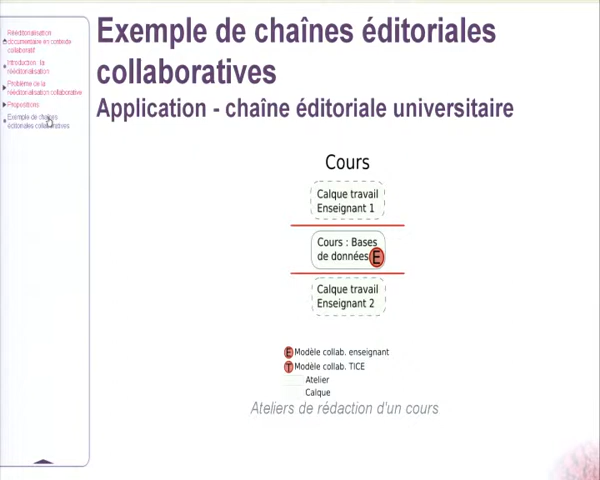 Rééditorialisation
documentaire en contexte
collaboratif
Introduction : la
rééditorialisation
Problème de la
rééditorialisation collaborative
Propositions
Exemple de chaînes
éditoriales collaboratives
Exemple de chaînes éditoriales
collaboratives
Application - chaîne éditoriale universitaire
Cours
Calque travail
Enseignant 1
Cours : Bases
de données E
Calque travail
Enseignant 2
E Modèle collab. enseignant
T Modèle collab. TICE
Atelier
Calque
Ateliers de rédaction d'un cours